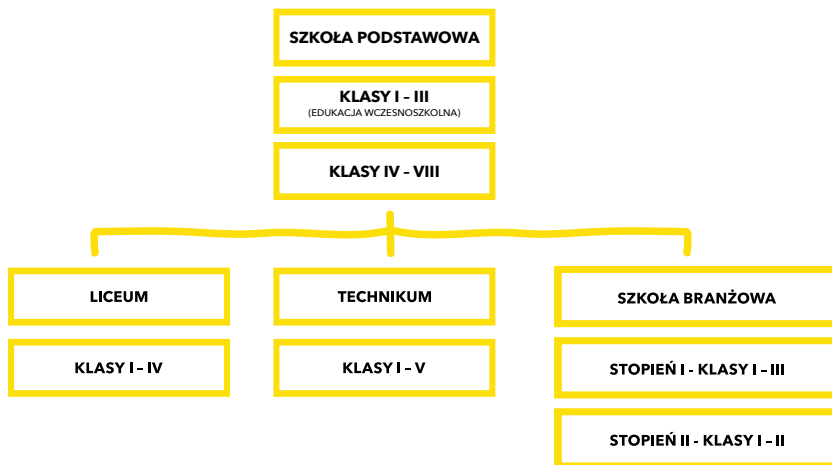 SZKOŁA PODSTAWOWA
KLASY I – III
(EDUKACJA WCZESNOSZKOLNA)
KLASY IV – VIII
LICEUM
KLASY I – IV
TECHNIKUM
KLASY I – V
SZKOŁA BRANŻOWA
STOPIEŃ I - KLASY I – III
STOPIEŃ II - KLASY I – II